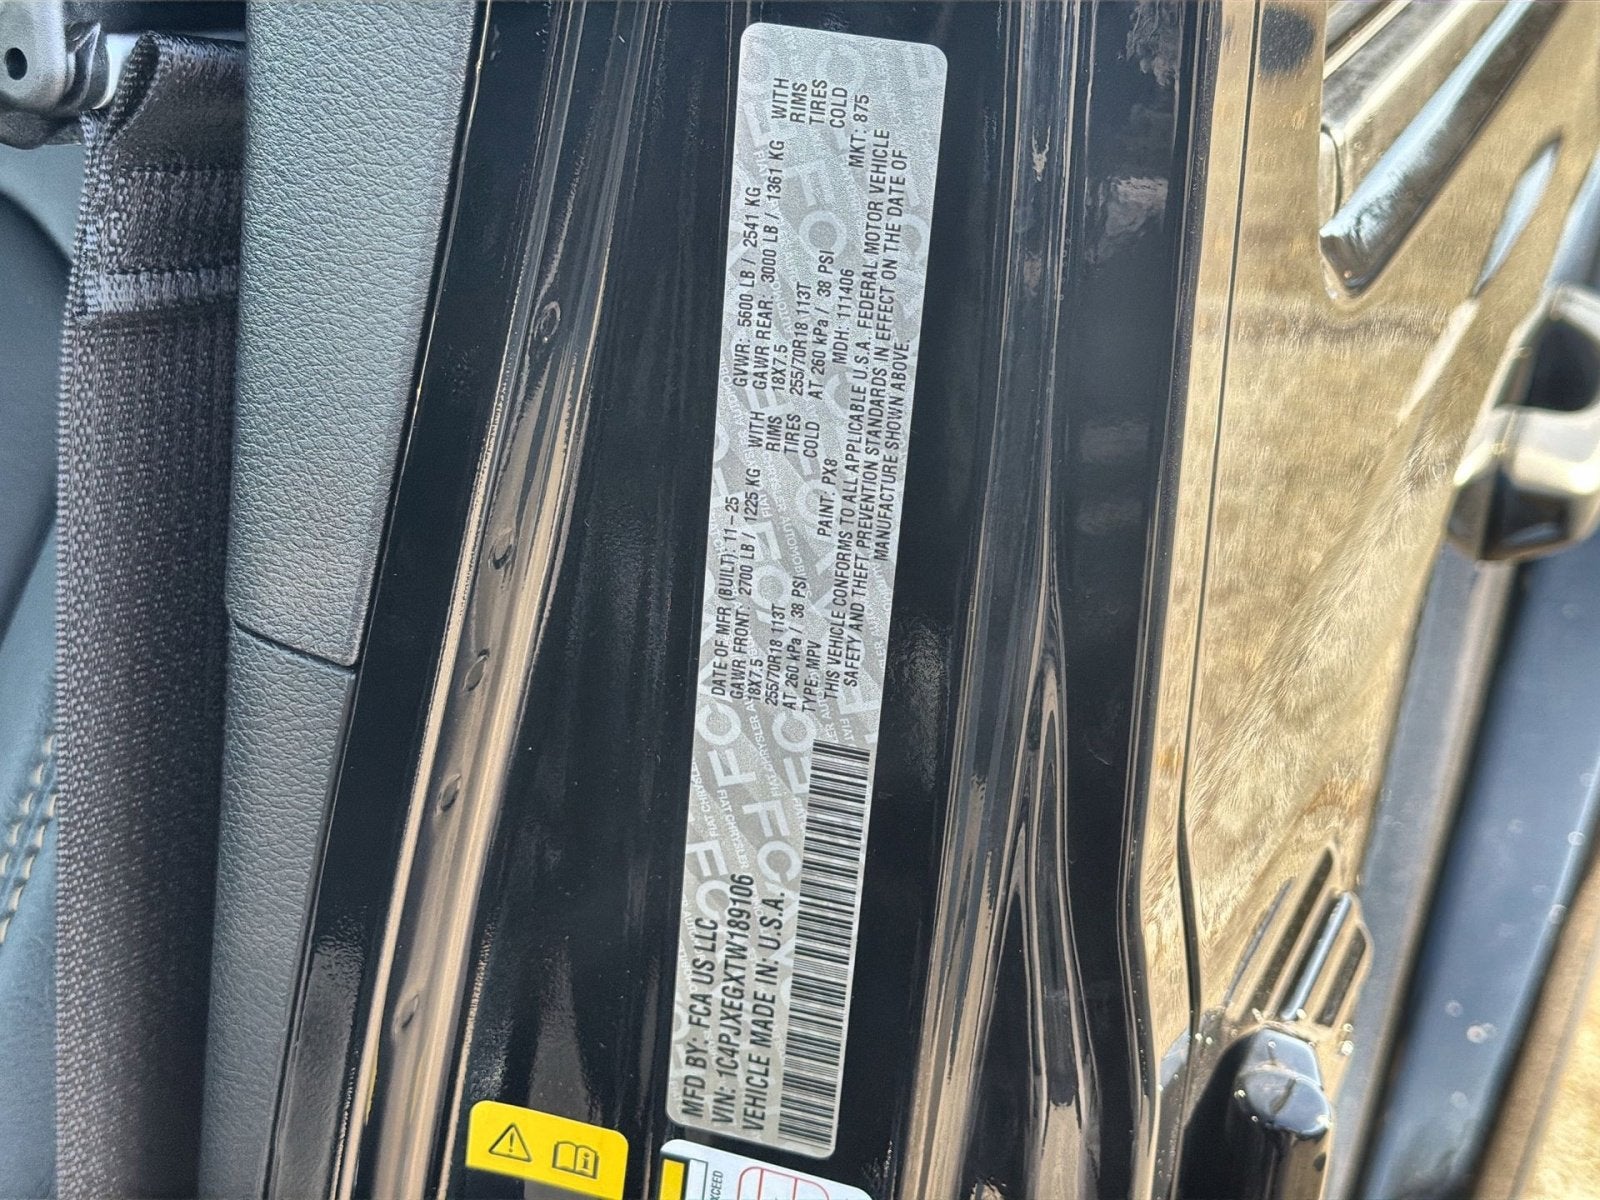 MFD BY: FCA US LLC
VIN: 1C4PJXEGXTW189106
VEHICLE MADE IN: U.S.A.
DATE OF MFR (BUILT): 11-25 GVWR: 5600 LB / 2541 KG
GAWR FRONT: 2700 LB / 1225 KG WITH GAWR REAR: 3000 LB / 1361 KG WITH
18X7.5 RIMS 18X7.5 RIMS
255/70R18 113T TIRES 255/70R18 113T TIRES
AT 260 kPa / 38 PSI COLD AT 260 kPa / 38 PSI COLD
TYPE: MPV PAINT: PX8 MDH: 111406 MKT: 875
THIS VEHICLE CONFORMS TO ALL APPLICABLE U.S.A. FEDERAL MOTOR VEHICLE
SAFETY AND THEFT PREVENTION STANDARDS IN EFFECT ON THE DATE OF
MANUFACTURE SHOWN ABOVE.